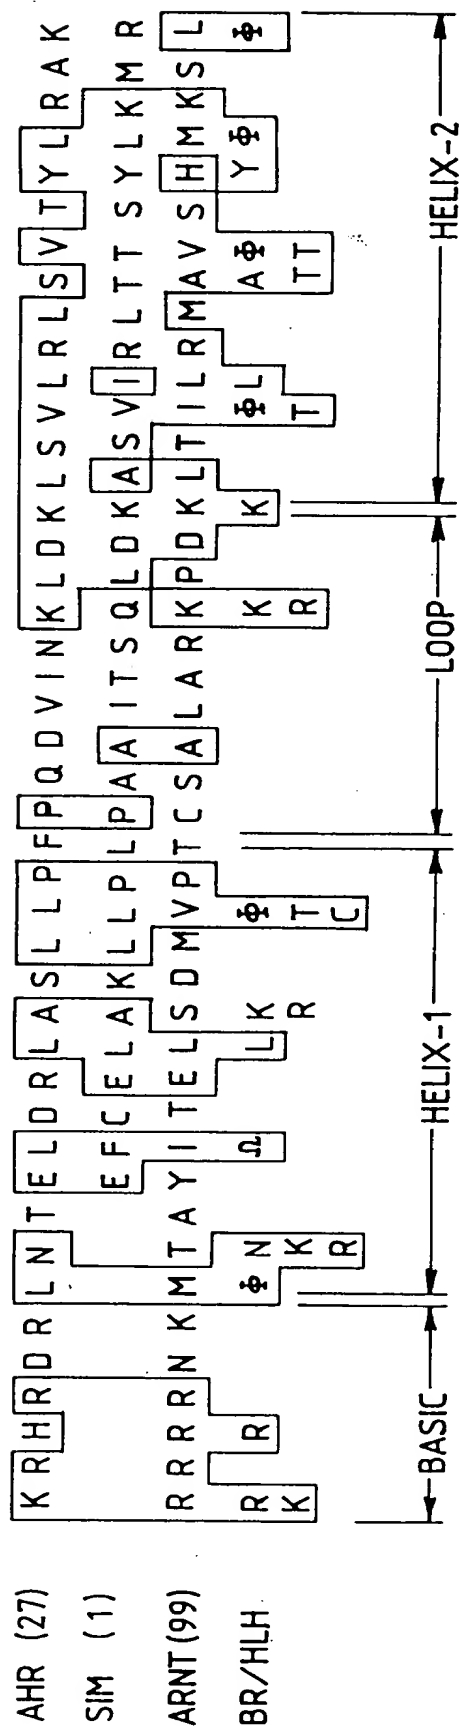 AHR (27) K R H R D R L N T E L D R L A S L L P F P Q D V I N K L D K L S V L R L S V T Y L R A K
SIM (1) E F C E L A K L L P L P A A I T S Q L D K A S V I R L T T S Y L K M R
ARNT(99) R R R R N K M T A Y I T E L S D M V P T C S A L A R K P D K L T I L R M A V S H M K S L
BR/HLH R R Φ N Ω L K Φ K K Φ L A Φ Y Φ Φ
K K R T R T T T
R C
BASIC HELIX-1 LOOP HELIX-2